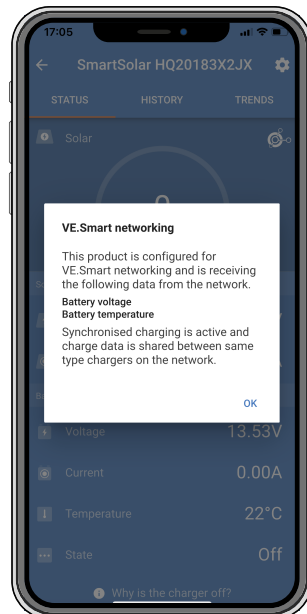 17:05
SmartSolar HQ20183X2JX
STATUS HISTORY TRENDS
Solar
VE.Smart networking
This product is configured for
VE.Smart networking and is receiving
the following data from the network.
Battery voltage
Battery temperature
Synchronised charging is active and
charge data is shared between same
type chargers on the network.
OK
Voltage 13.53V
Current 0.00A
Temperature 22°C
State Off
Why is the charger off?